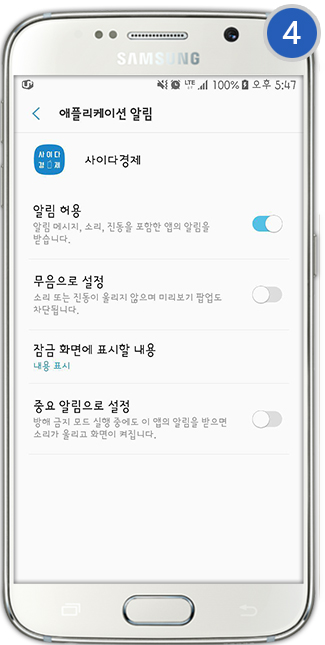 4
SAMSUNG
LTE 100% 오후 5:47
애플리케이션 알림
사이다
경제
사이다경제
알림 허용
알림 메시지, 소리, 진동을 포함한 앱의 알림을
받습니다.
무음으로 설정
소리 또는 진동이 울리지 않으며 미리보기 팝업도
차단됩니다.
잠금 화면에 표시할 내용
내용 표시
중요 알림으로 설정
방해 금지 모드 실행 중에도 이 앱의 알림을 받으면
소리가 울리고 화면이 켜집니다.